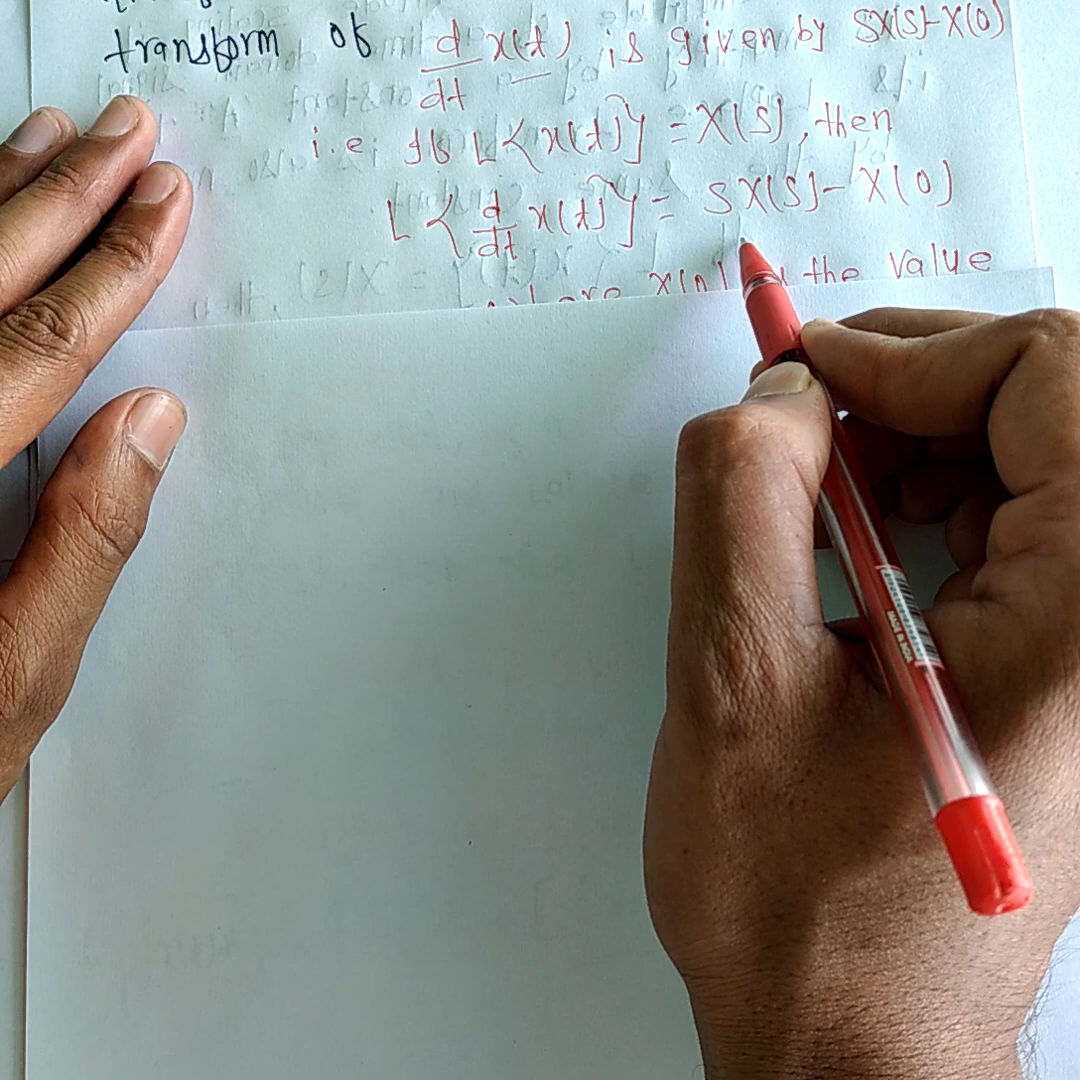 transform of d/dt x(t) is given by SX(S)-X(0)
i.e If L{x(t)} = X(S), then
L{d/dt x(t)} = SX(S)-X(0)
the value